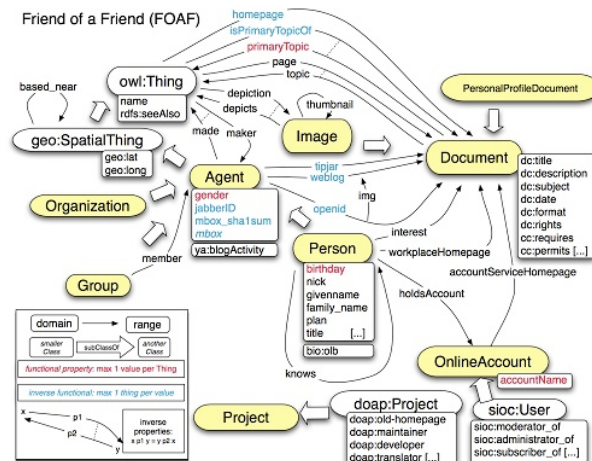 Friend of a Friend (FOAF)
homepage
isPrimaryTopicOf
primaryTopic
page
topic
owl:Thing
name
rdfs:seeAlso
based_near
geo:SpatialThing
geo:lat
geo:long
depiction
depicts
thumbnail
Image
made
maker
PersonalProfileDocument
Document
dc:title
dc:description
dc:subject
dc:date
dc:format
dc:rights
cc:requires
cc:permits [...]
Agent
gender
jabberID
mbox_sha1sum
mbox
ya:blogActivity
tipjar
weblog
img
openid
Organization
Group
member
Person
birthday
nick
givenname
family_name
plan
title [...]
bio:olb
knows
interest
workplaceHomepage
accountServiceHomepage
holdsAccount
OnlineAccount
accountName
domain
range
smaller Class
subClassOf
another Class
functional property: max 1 value per Thing
inverse functional: max 1 thing per value
x
p1
p2
y
inverse
properties:
x p1 y = y p2 x
Project
doap:Project
doap:old-homepage
doap:maintainer
doap:developer
doap:translator [...]
sioc:User
sioc:moderator_of
sioc:administrator_of
sioc:subscriber_of [...]